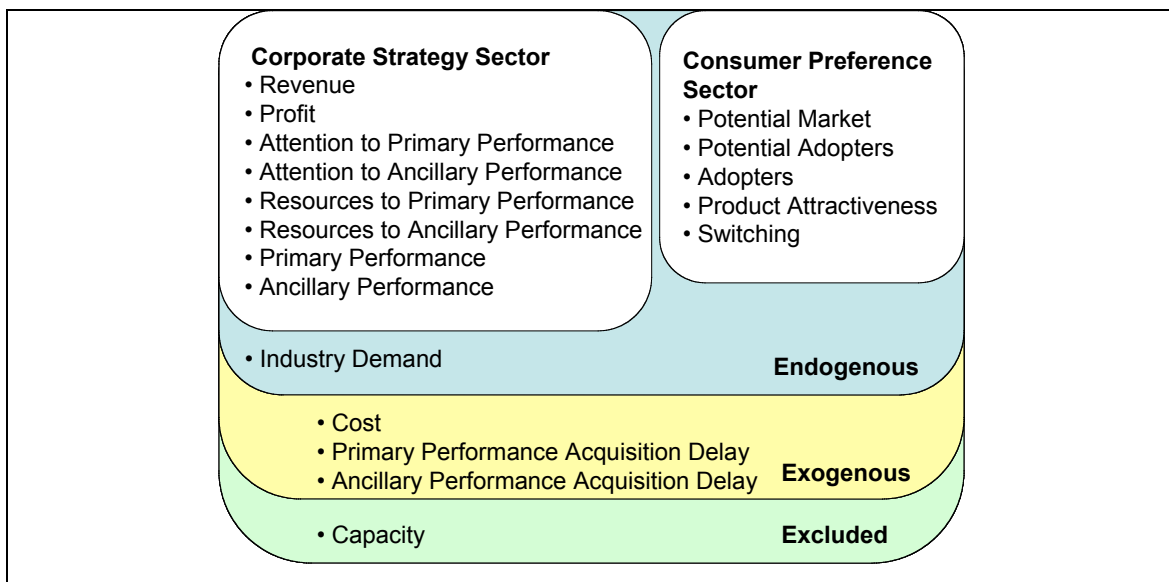 Corporate Strategy Sector
• Revenue
• Profit
• Attention to Primary Performance
• Attention to Ancillary Performance
• Resources to Primary Performance
• Resources to Ancillary Performance
• Primary Performance
• Ancillary Performance
Consumer Preference
Sector
• Potential Market
• Potential Adopters
• Adopters
• Product Attractiveness
• Switching
• Industry Demand
Endogenous
• Cost
• Primary Performance Acquisition Delay
• Ancillary Performance Acquisition Delay
Exogenous
• Capacity
Excluded